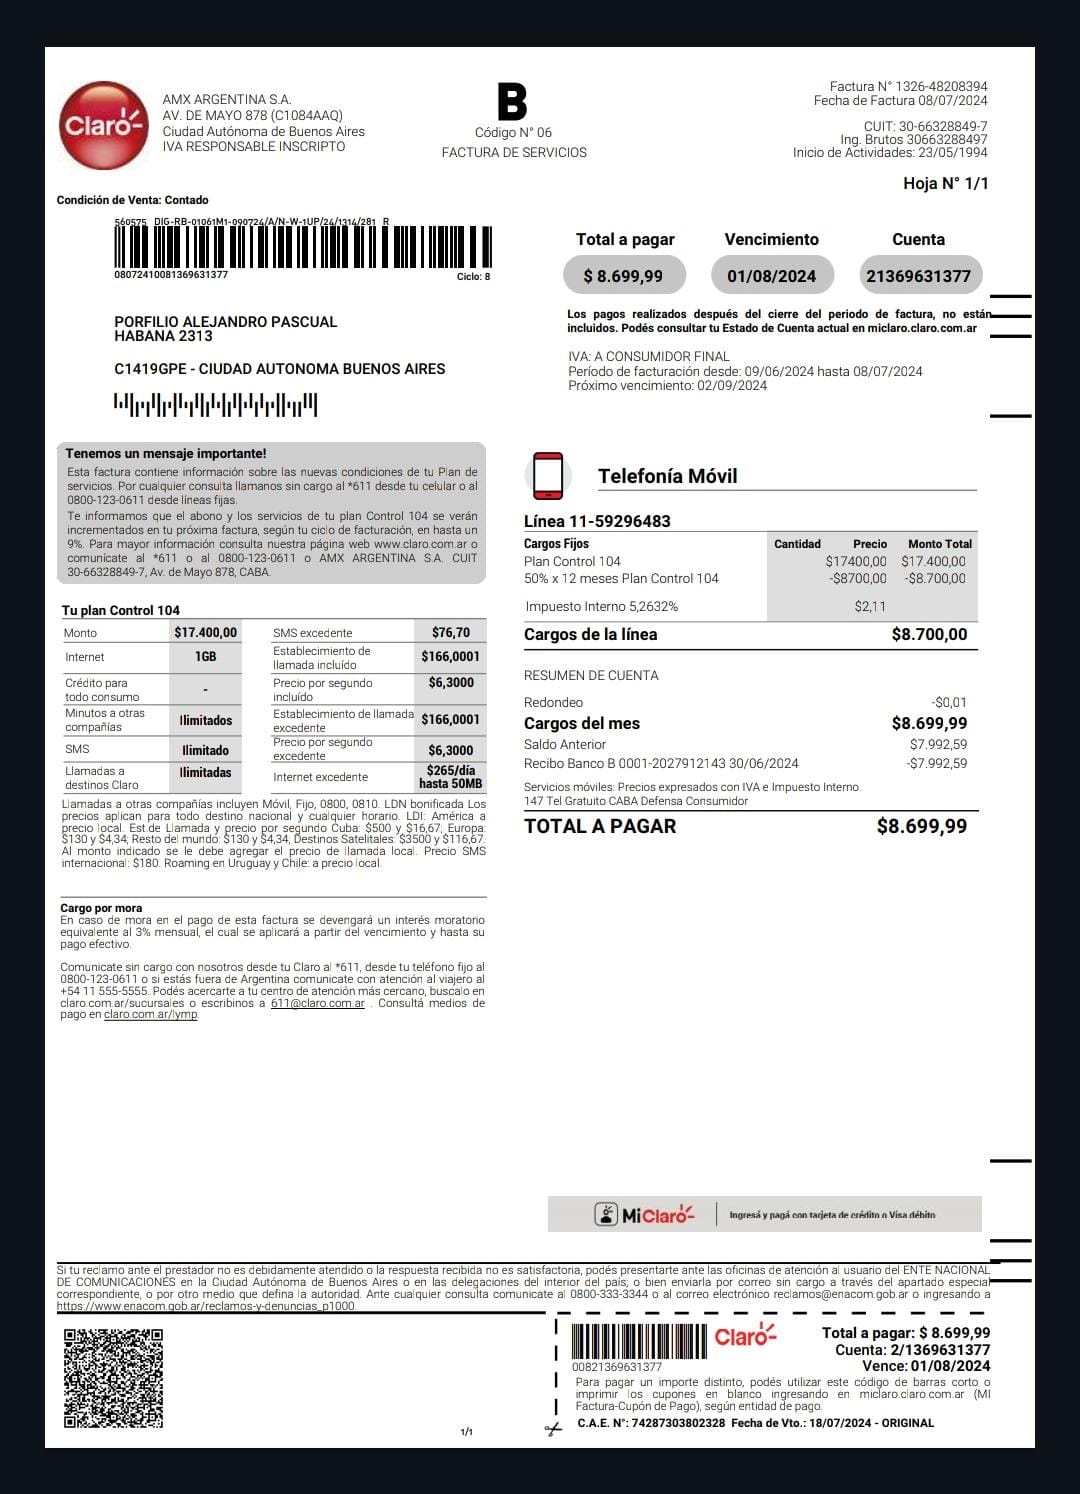 Claro
AMX ARGENTINA S.A.
AV. DE MAYO 878 (C1084AAQ)
Ciudad Autónoma de Buenos Aires
IVA RESPONSABLE INSCRIPTO
B
Código N° 06
FACTURA DE SERVICIOS
Factura N° 1326-48208394
Fecha de Factura 08/07/2024
CUIT: 30-66328849-7
Ing. Brutos 30663288497
Inicio de Actividades: 23/05/1994
Hoja N° 1/1
Condición de Venta: Contado
560575 DIG-RB-01061M1-090724/A/N-W-1UP/24/1314/281 R
08072410081369631377
Ciclo: 8
Total a pagar Vencimiento Cuenta
$ 8.699,99 01/08/2024 21369631377
Los pagos realizados después del cierre del periodo de factura, no están
incluidos. Podés consultar tu Estado de Cuenta actual en miclaro.claro.com.ar
PORFILIO ALEJANDRO PASCUAL
HABANA 2313
C1419GPE - CIUDAD AUTONOMA BUENOS AIRES
IVA: A CONSUMIDOR FINAL
Período de facturación desde: 09/06/2024 hasta 08/07/2024
Próximo vencimiento: 02/09/2024
Tenemos un mensaje importante!
Esta factura contiene información sobre las nuevas condiciones de tu Plan de
servicios. Por cualquier consulta llamanos sin cargo al *611 desde tu celular o al
0800-123-0611 desde líneas fijas.
Te informamos que el abono y los servicios de tu plan Control 104 se verán
incrementados en tu próxima factura, según tu ciclo de facturación, en hasta un
9%. Para mayor información consulta nuestra página web www.claro.com.ar o
comunícate al *611 o al 0800-123-0611 o AMX ARGENTINA S.A. CUIT
30-66328849-7, Av. de Mayo 878, CABA.
Tu plan Control 104
Monto $17.400,00 SMS excedente $76,70
Internet 1GB Establecimiento de
llamada incluído $166,0001
Crédito para
todo consumo - Precio por segundo
incluído $6,3000
Minutos a otras
compañías Ilimitados Establecimiento de llamada
excedente $166,0001
SMS Ilimitado Precio por segundo
excedente $6,3000
Llamadas a
destinos Claro Ilimitadas Internet excedente $265/día
hasta 50MB
Llamadas a otras compañías incluyen Móvil, Fijo, 0800, 0810. LDN bonificada Los
precios aplican para todo destino nacional y cualquier horario. LDI: América a
precio local. Est.de Llamada y precio por segundo Cuba: $500 y $16,67; Europa:
$130 y $4,34; Resto del mundo: $130 y $4,34; Destinos Satelitales: $3500 y $116,67.
Al monto indicado se le debe agregar el precio de llamada local. Precio SMS
internacional: $180. Roaming en Uruguay y Chile: a precio local.
Cargo por mora
En caso de mora en el pago de esta factura se devengará un interés moratorio
equivalente al 3% mensual, el cual se aplicará a partir del vencimiento y hasta su
pago efectivo.
Comunicate sin cargo con nosotros desde tu Claro al *611, desde tu teléfono fijo al
0800-123-0611 o si estás fuera de Argentina comunicate con atención al viajero al
+54 11 555-5555. Podés acercarte a tu centro de atención más cercano, buscalo en
claro.com.ar/sucursales o escribinos a 611@claro.com.ar . Consultá medios de
pago en claro.com.ar/lymp.
Telefonía Móvil
Línea 11-59296483
Cargos Fijos Cantidad Precio Monto Total
Plan Control 104 $17400,00 $17.400,00
50% x 12 meses Plan Control 104 -$8700,00 -$8.700,00
Impuesto Interno 5,2632% $2,11
Cargos de la línea $8.700,00
RESUMEN DE CUENTA
Redondeo -$0,01
Cargos del mes $8.699,99
Saldo Anterior $7.992,59
Recibo Banco B 0001-2027912143 30/06/2024 -$7.992,59
Servicios móviles: Precios expresados con IVA e Impuesto Interno.
147 Tel Gratuito CABA Defensa Consumidor
TOTAL A PAGAR $8.699,99
MiClaro Ingresá y pagá con tarjeta de crédito o Visa débito
Si tu reclamo ante el prestador no es debidamente atendido o la respuesta recibida no es satisfactoria, podés presentarte ante las oficinas de atención al usuario del ENTE NACIONAL
DE COMUNICACIONES en la Ciudad Autónoma de Buenos Aires o en las delegaciones del interior del país; o bien enviarla por correo sin cargo a través del apartado especial
correspondiente, o por otro medio que defina la autoridad. Ante cualquier consulta comunicate al 0800-333-3344 o al correo electrónico reclamos@enacom.gob.ar o ingresando a
https://www.enacom.gob.ar/reclamos-y-denuncias_p1000.
Claro
00821369631377
Total a pagar: $ 8.699,99
Cuenta: 2/1369631377
Vence: 01/08/2024
Para pagar un importe distinto, podés utilizar este código de barras corto o
imprimir los cupones en blanco ingresando en miclaro.claro.com.ar (MI
Factura-Cupón de Pago), según entidad de pago.
C.A.E. N°: 74287303802328 Fecha de Vto.: 18/07/2024 - ORIGINAL
1/1